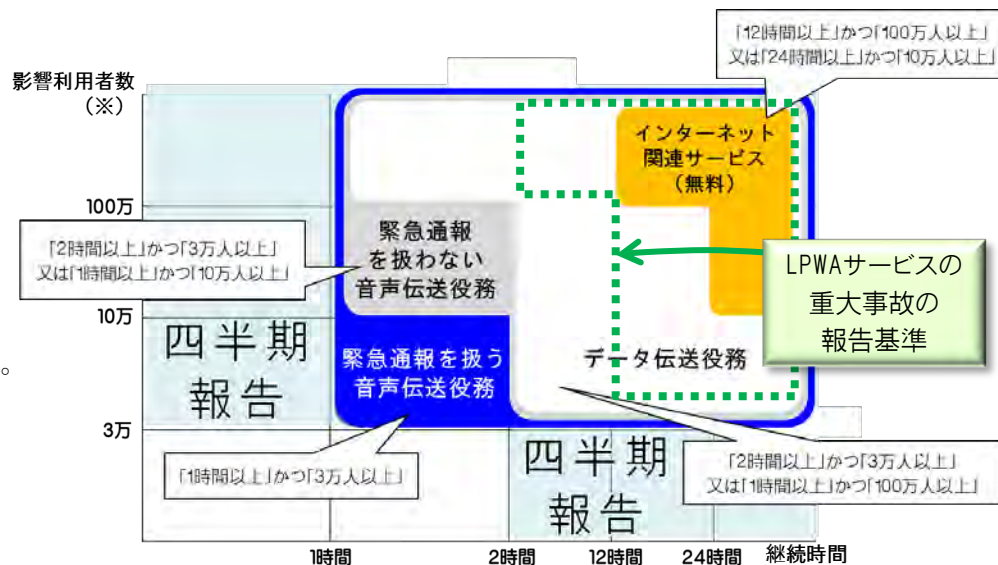 「12時間以上」かつ「100万人以上」
又は「24時間以上」かつ「10万人以上」
影響利用者数
(※)
インターネット
関連サービス
(無料)
100万
緊急通報
を扱わない
音声伝送役務
「2時間以上」かつ「3万人以上」
又は「1時間以上」かつ「10万人以上」
LPWAサービスの
重大事故の
報告基準
10万
四半期
報告
。
緊急通報を扱う
音声伝送役務
データ伝送役務
3万
「1時間以上」かつ「3万人以上」
四半期
報告
「2時間以上」かつ「3万人以上」
又は「1時間以上」かつ「100万人以上」
1時間
2時間
12時間
24時間
継続時間